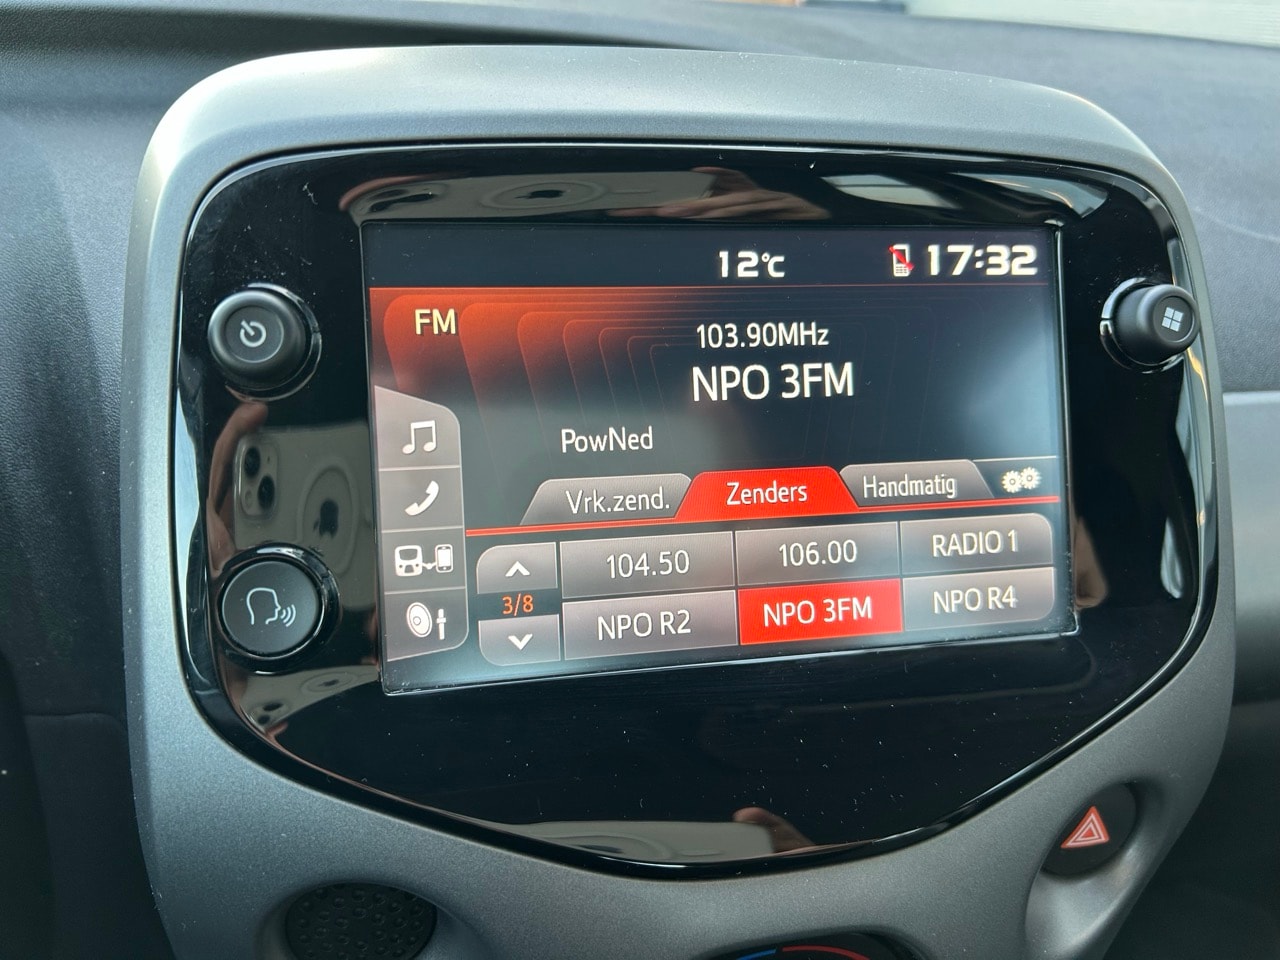 12°C 17:32
FM
103.90MHz
NPO 3FM
PowNed
Vrk.zend. Zenders Handmatig
104.50 106.00 RADIO 1
3/8
NPO R2 NPO 3FM NPO R4